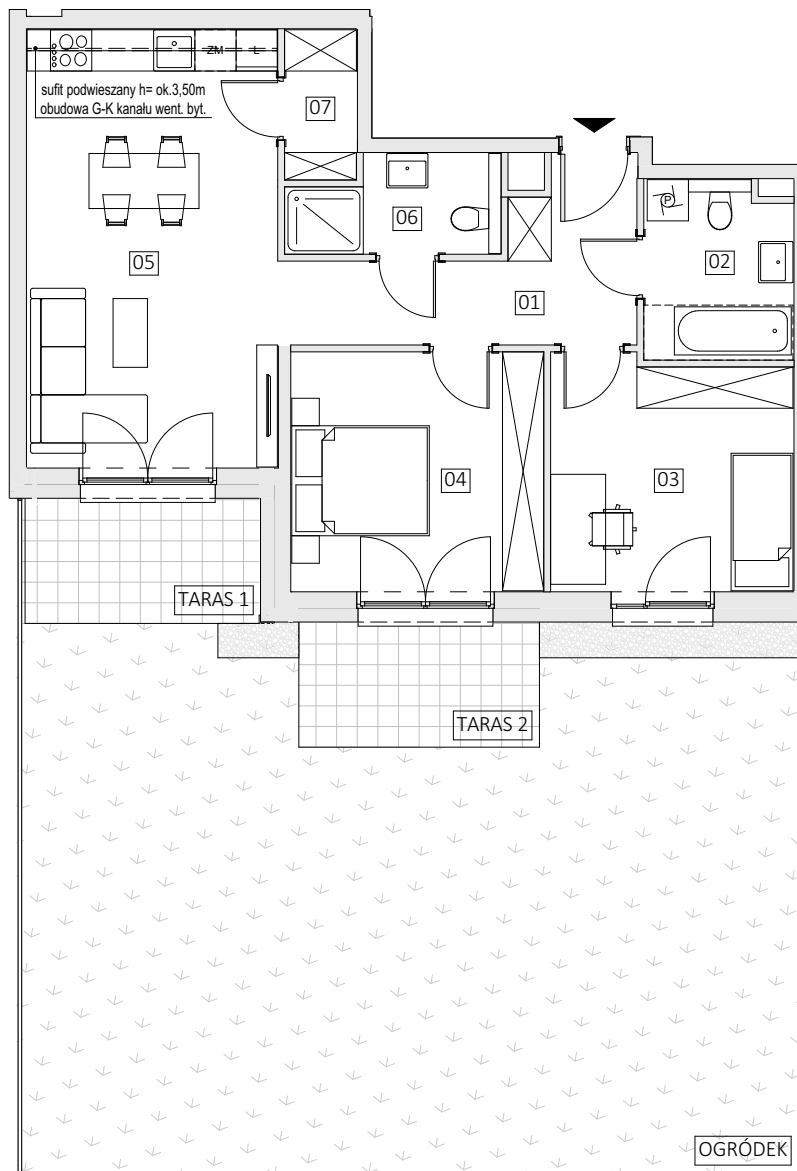 ZM L
sufit podwieszany h= ok.3,50m
obudowa G-K kanału went. byt.
07
06
P
02
05
01
04
03
TARAS 1
TARAS 2
OGRÓDEK